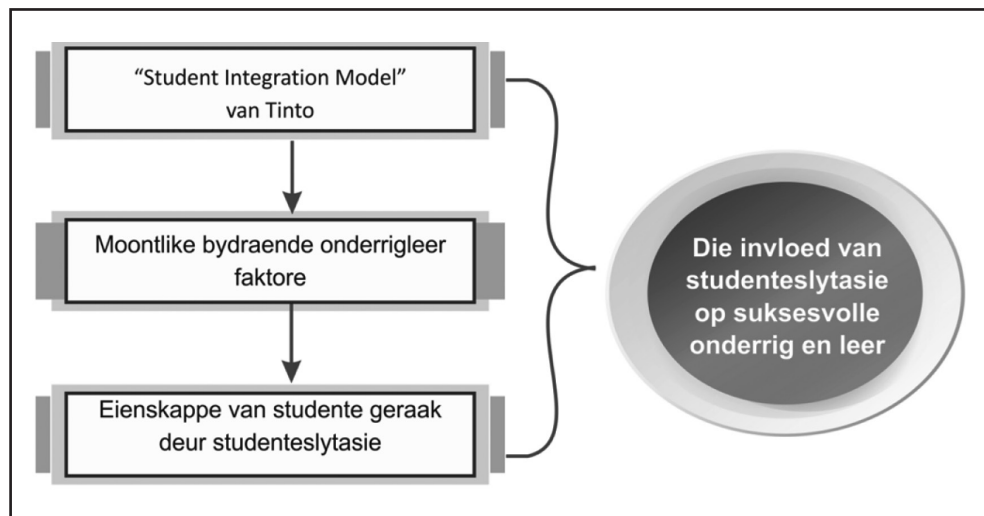 “Student Integration Model”
van Tinto
Moontlike bydraende onderrigleer
faktore
Eienskappe van studente geraak
deur studenteslytasie
Die invloed van
studenteslytasie
op suksesvolle
onderrig en leer